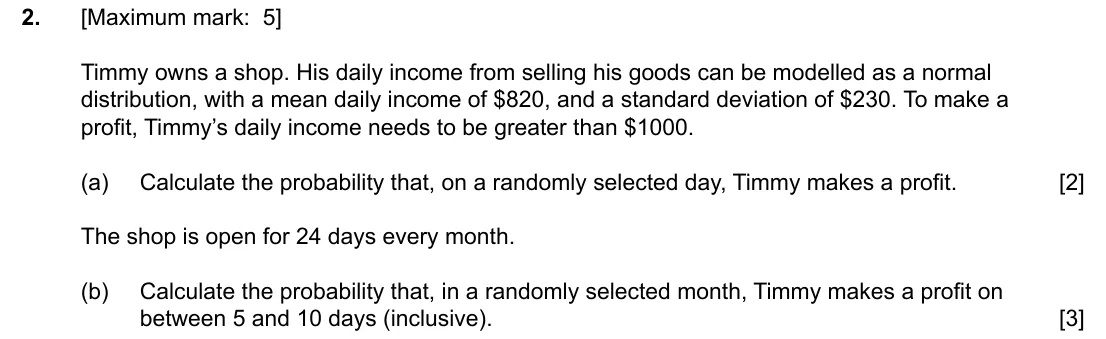 2. [Maximum mark: 5]
Timmy owns a shop. His daily income from selling his goods can be modelled as a normal
distribution, with a mean daily income of $820, and a standard deviation of $230. To make a
profit, Timmy’s daily income needs to be greater than $1000.
(a) Calculate the probability that, on a randomly selected day, Timmy makes a profit. [2]
The shop is open for 24 days every month.
(b) Calculate the probability that, in a randomly selected month, Timmy makes a profit on
between 5 and 10 days (inclusive). [3]